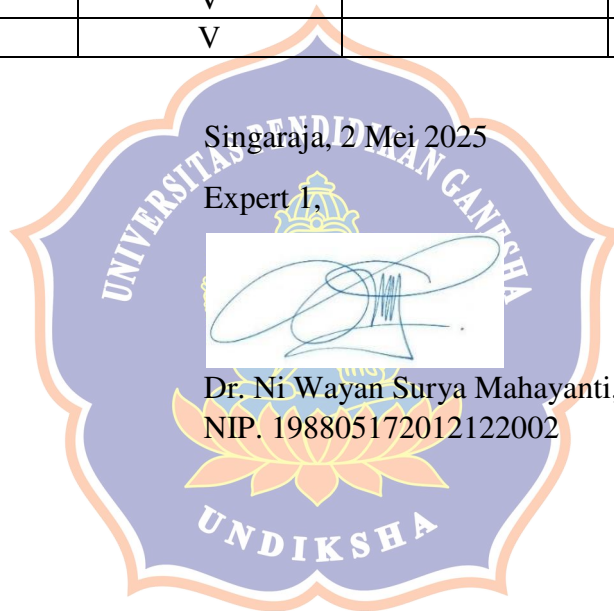 V
V
Singaraja, 2 Mei 2025
UNIVERSITAS PENDIDIKAN GANESHA
Expert 1,
Dr. Ni Wayan Surya Mahayanti,
NIP. 198805172012122002
UNDIKSHA